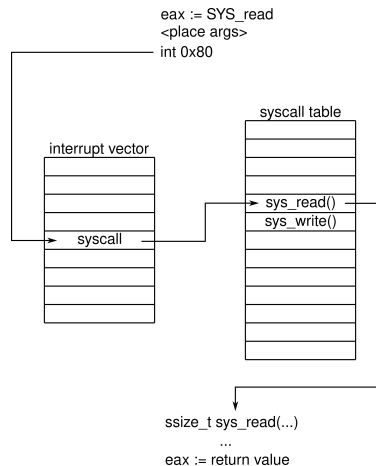 eax := SYS_read
<place args>
int 0x80
syscall table
interrupt vector
sys_read()
sys_write()
syscall
ssize_t sys_read(...)
...
eax := return value